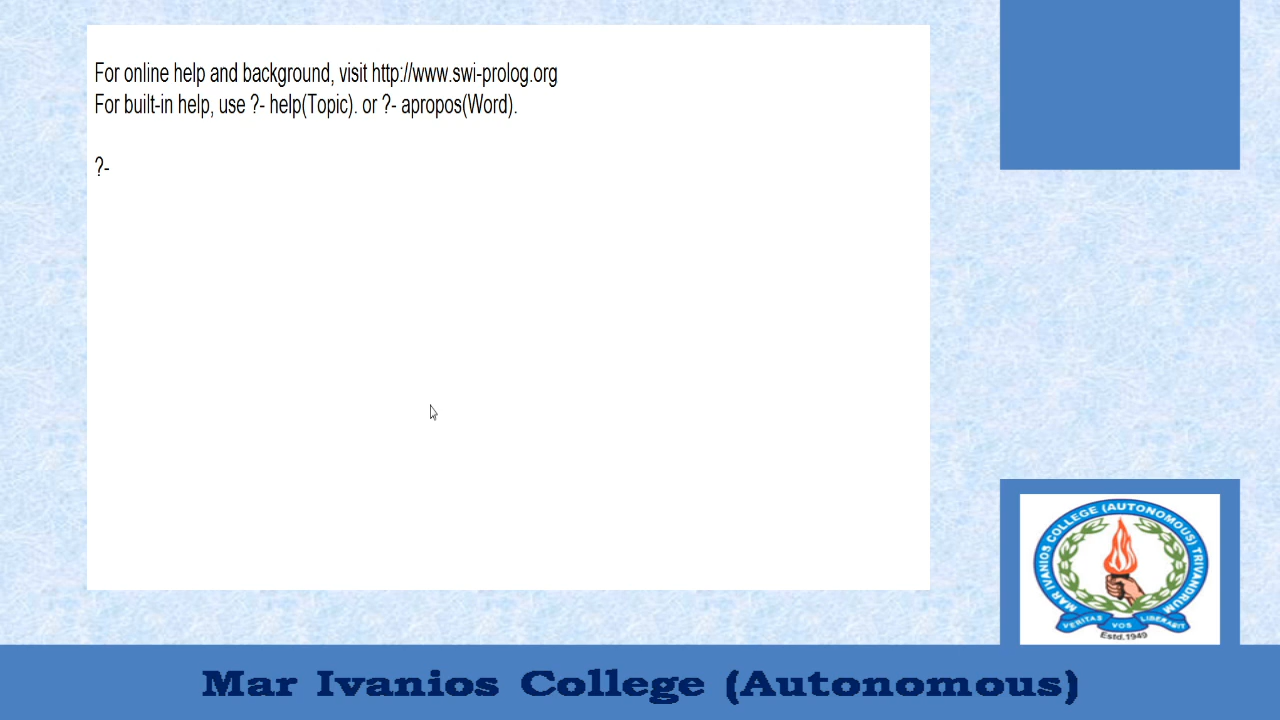 For online help and background, visit http://www.swi-prolog.org
For built-in help, use ?- help(Topic). or ?- apropos(Word).
?-
MAR IVANIOS COLLEGE (AUTONOMOUS) TRIVANDRUM
VERITAS VOS LIBERABIT
Estd.1949
Mar Ivanios College (Autonomous)